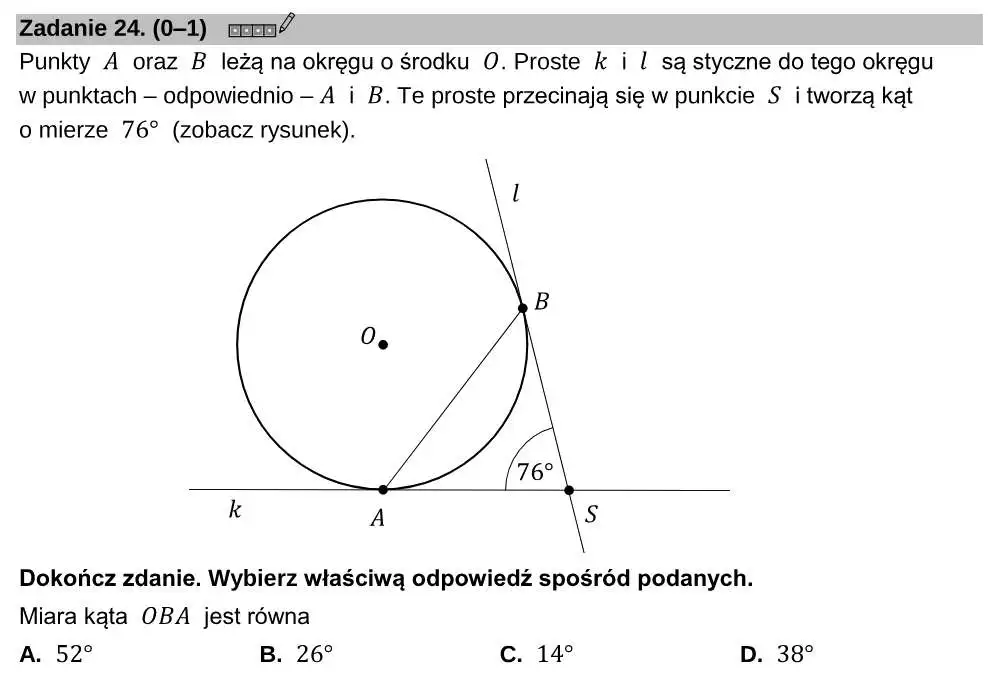 Zadanie 24. (0–1)
Punkty A oraz B leżą na okręgu o środku O. Proste k i l są styczne do tego okręgu
w punktach – odpowiednio – A i B. Te proste przecinają się w punkcie S i tworzą kąt
o mierze 76° (zobacz rysunek).
l
B
O
76°
k
A
S
Dokończ zdanie. Wybierz właściwą odpowiedź spośród podanych.
Miara kąta OBA jest równa
A. 52° B. 26° C. 14° D. 38°